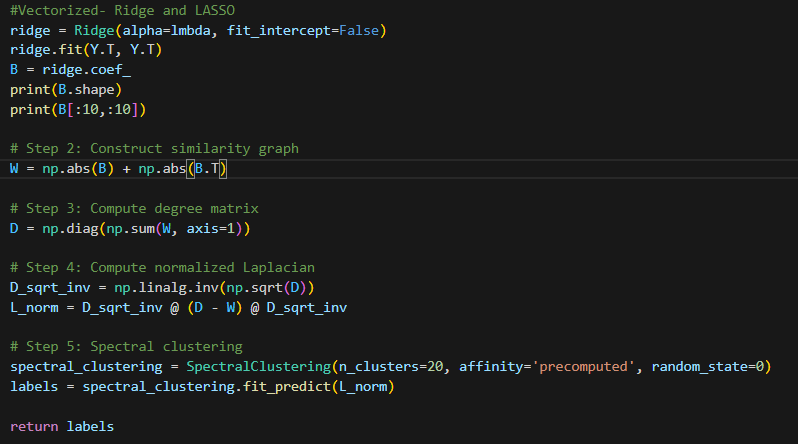 #Vectorized- Ridge and LASSO
ridge = Ridge(alpha=lmbda, fit_intercept=False)
ridge.fit(Y.T, Y.T)
B = ridge.coef_
print(B.shape)
print(B[:10,:10])
# Step 2: Construct similarity graph
W = np.abs(B) + np.abs(B.T)
# Step 3: Compute degree matrix
D = np.diag(np.sum(W, axis=1))
# Step 4: Compute normalized Laplacian
D_sqrt_inv = np.linalg.inv(np.sqrt(D))
L_norm = D_sqrt_inv @ (D - W) @ D_sqrt_inv
# Step 5: Spectral clustering
spectral_clustering = SpectralClustering(n_clusters=20, affinity='precomputed', random_state=0)
labels = spectral_clustering.fit_predict(L_norm)
return labels